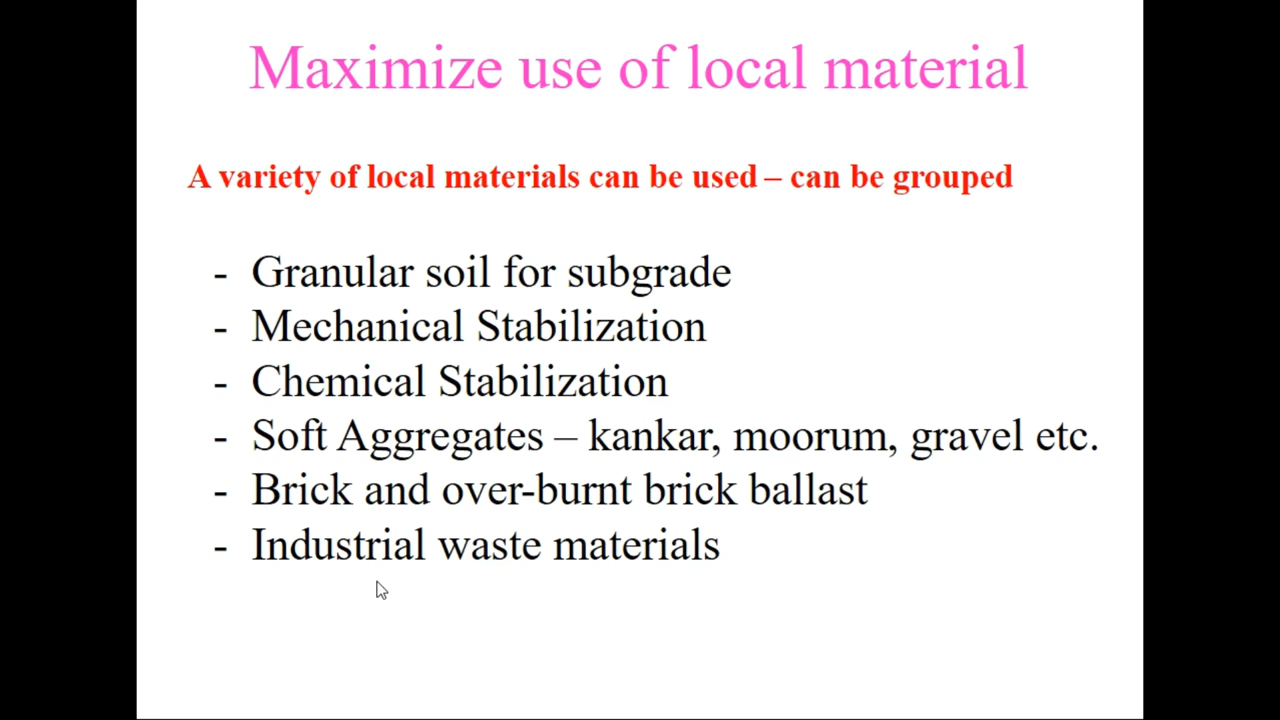 Maximize use of local material
A variety of local materials can be used – can be grouped
- Granular soil for subgrade
- Mechanical Stabilization
- Chemical Stabilization
- Soft Aggregates – kankar, moorum, gravel etc.
- Brick and over-burnt brick ballast
- Industrial waste materials